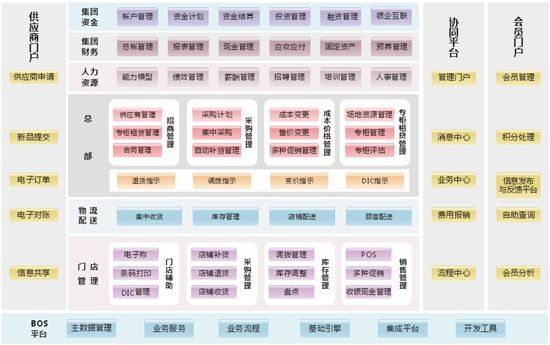 供应商门户
供应商申请
新品提交
电子订单
电子对账
信息共享
集团资金
帐户管理 资金计划 资金结算 投资管理 融资管理 银企互联
集团财务
总帐管理 报表管理 现金管理 应收应付 固定资产 预算管理
人力资源
能力模型 绩效管理 薪酬管理 招聘管理 培训管理 人事管理
总部
供应商管理
专柜租赁管理
合同管理
招商管理
采购计划
集中采购
自动补货管理
采购管理
成本变更
售价变更
多种促销管理
成本价格管理
场地资源管理
专柜管理
专柜评估
专柜租赁管理
退货指示 调拨指示 变价指示 DIC指示
物流配送
集中收货 库存管理 店铺配送 顾客配送
门店管理
电子称
条码打印
DIC管理
门店辅助
店铺补货
店铺退货
店铺收货
采购管理
调拨管理
库存调整
盘点
库存管理
POS
多种促销
收银现金管理
销售管理
协同平台
管理门户
消息中心
业务中心
费用报销
流程中心
会员门户
会员管理
积分处理
信息发布
与反馈平台
自助查询
会员分析
BOS
平台
主数据管理 业务服务 业务流程 基础引擎 集成平台 开发工具